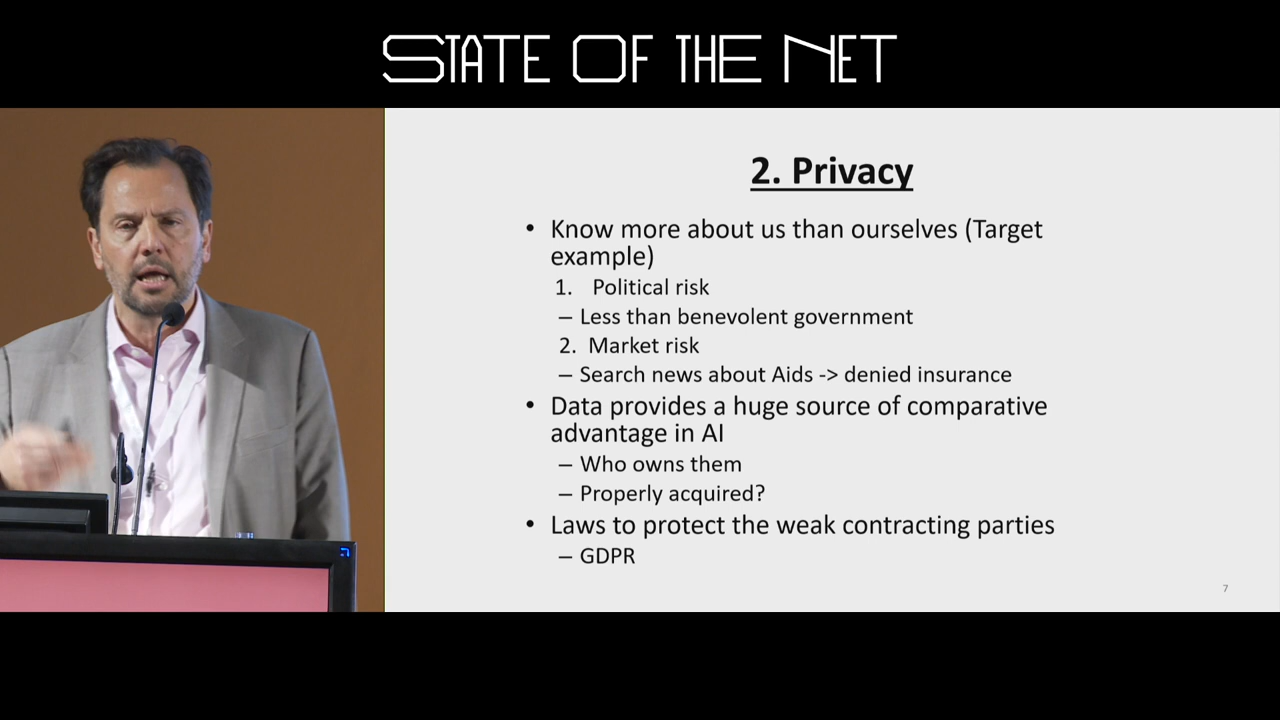 STATE OF THE NET
2. Privacy
• Know more about us than ourselves (Target
example)
1. Political risk
– Less than benevolent government
2. Market risk
– Search news about Aids -> denied insurance
• Data provides a huge source of comparative
advantage in AI
– Who owns them
– Properly acquired?
• Laws to protect the weak contracting parties
– GDPR
7